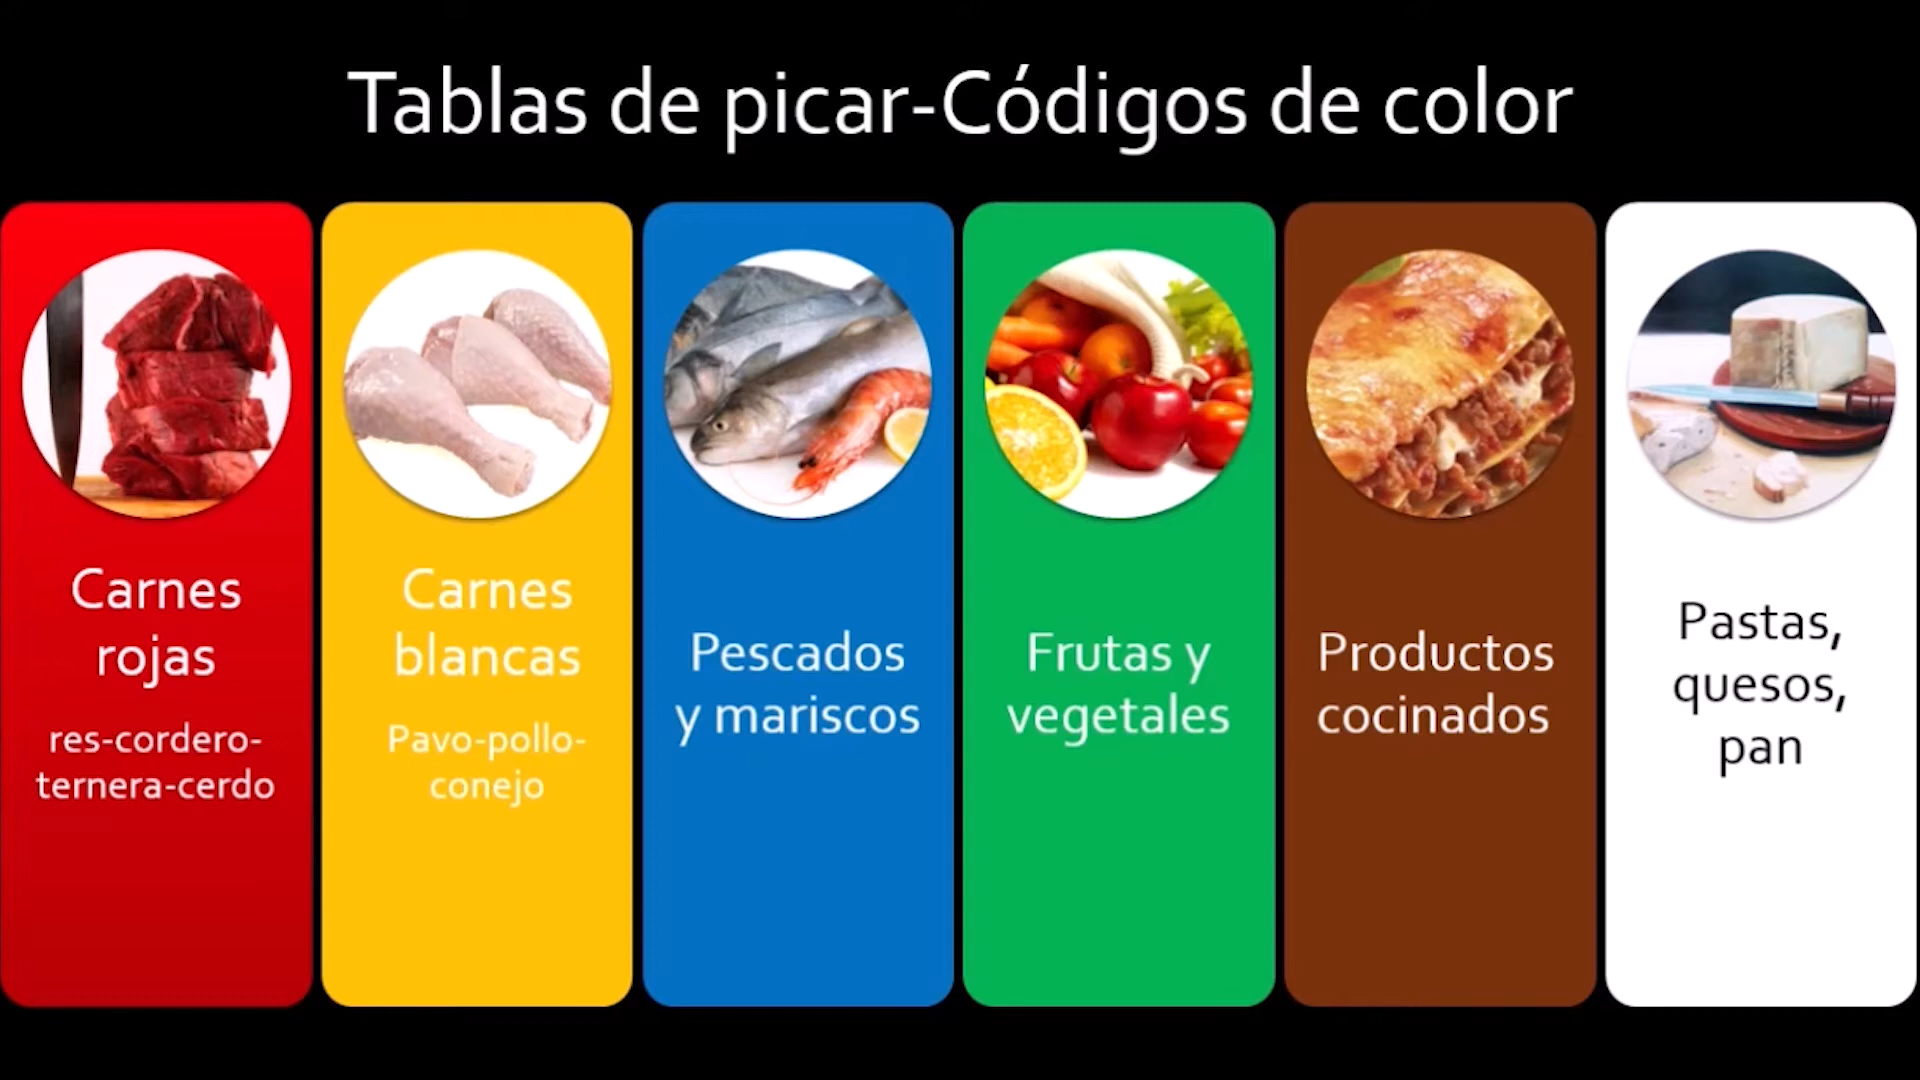 Tablas de picar-Códigos de color
Carnes
rojas
res-cordero-
ternera-cerdo
Carnes
blancas
Pavo-pollo-
conejo
Pescados
y mariscos
Frutas y
vegetales
Productos
cocinados
Pastas,
quesos,
pan